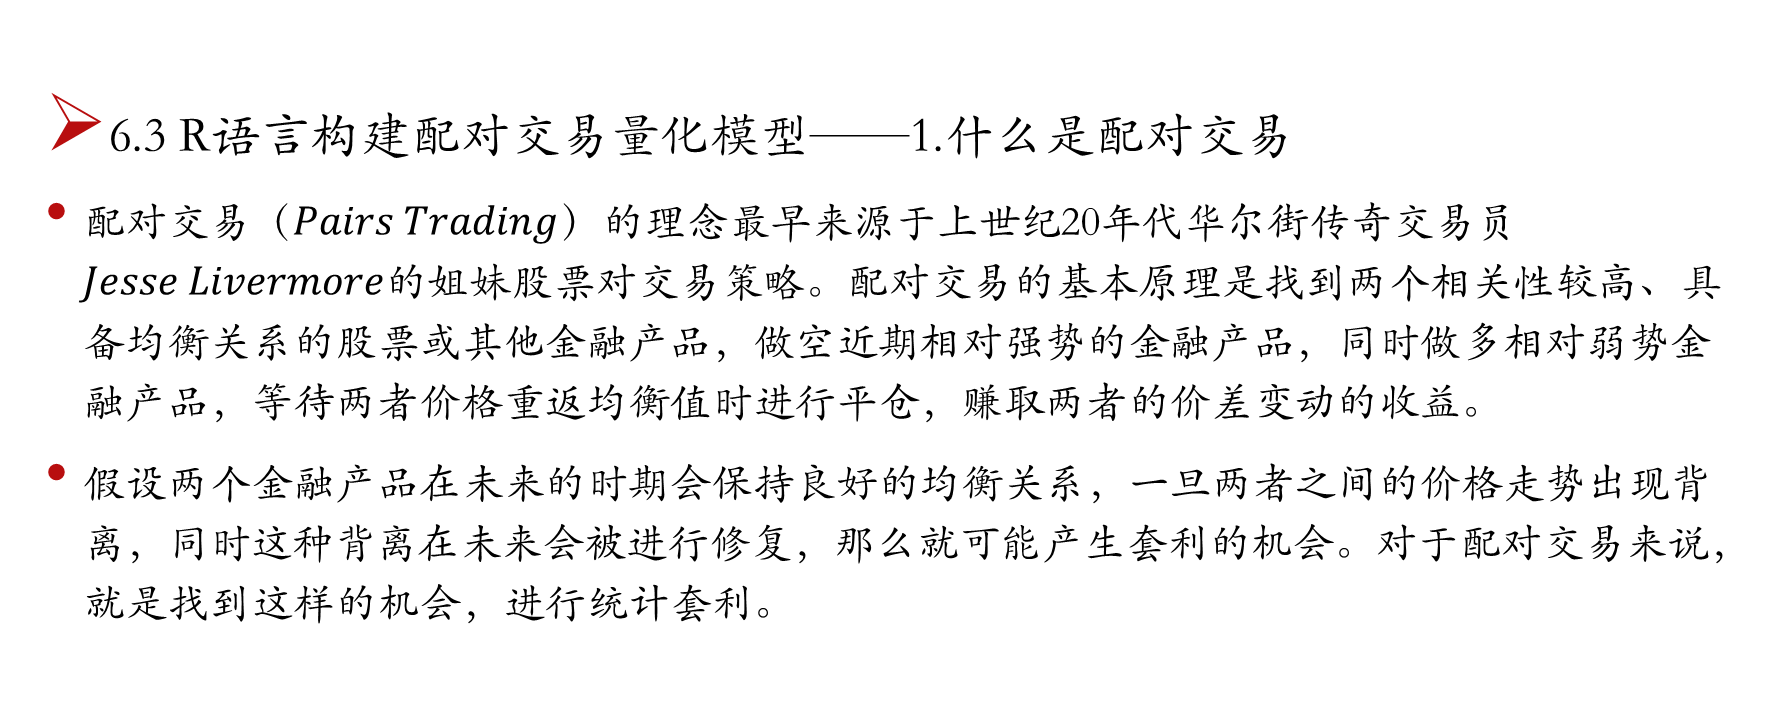 6.3 R语言构建配对交易量化模型——1.什么是配对交易
配对交易（Pairs Trading）的理念最早来源于上世纪20年代华尔街传奇交易员
Jesse Livermore的姐妹股票对交易策略。配对交易的基本原理是找到两个相关性较高、具
备均衡关系的股票或其他金融产品，做空近期相对强势的金融产品，同时做多相对弱势金
融产品，等待两者价格重返均衡值时进行平仓，赚取两者的价差变动的收益。
假设两个金融产品在未来的时期会保持良好的均衡关系，一旦两者之间的价格走势出现背
离，同时这种背离在未来会被进行修复，那么就可能产生套利的机会。对于配对交易来说，
就是找到这样的机会，进行统计套利。